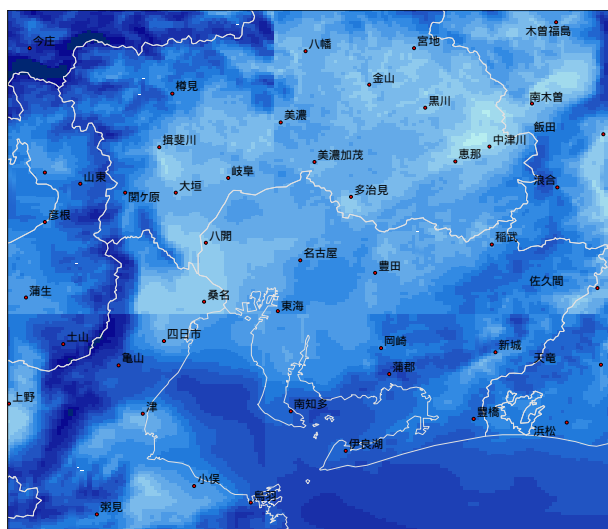 木曽福島
今庄
八幡
宮地
金山
樽見
南木曽
黒川
美濃
飯田
揖斐川
中津川
美濃加茂
恵那
岐阜
山東
浪合
関ケ原
大垣
多治見
彦根
八開
稲武
名古屋
豊田
佐久間
蒲生
桑名
東海
土山
四日市
岡崎
新城
亀山
天竜
蒲郡
上野
津
南知多
豊橋
浜松
伊良湖
小俣
鳥羽
粥見